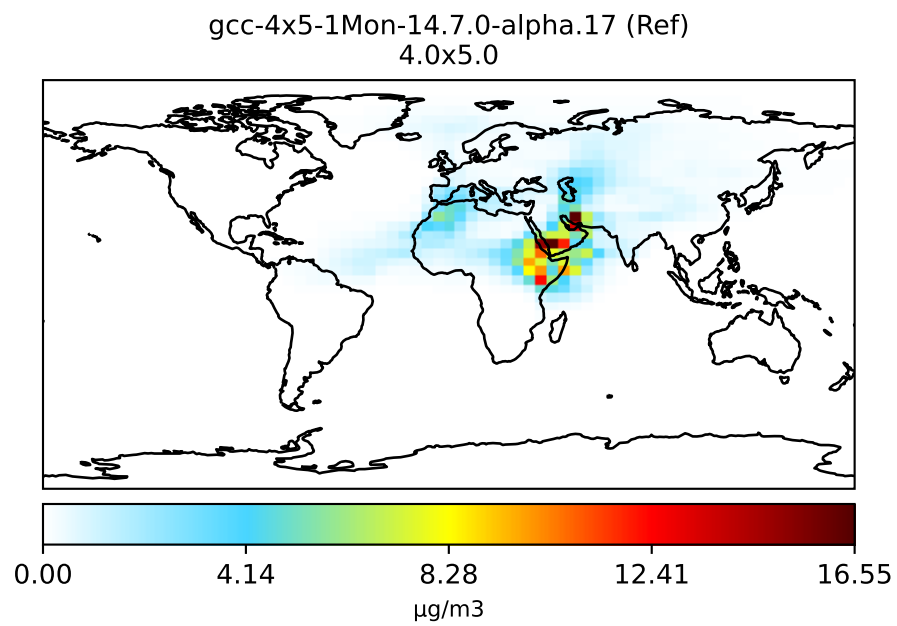 gcc-4x5-1Mon-14.7.0-alpha.17 (Ref)
4.0x5.0
0.00 4.14 8.28 12.41 16.55
μg/m3